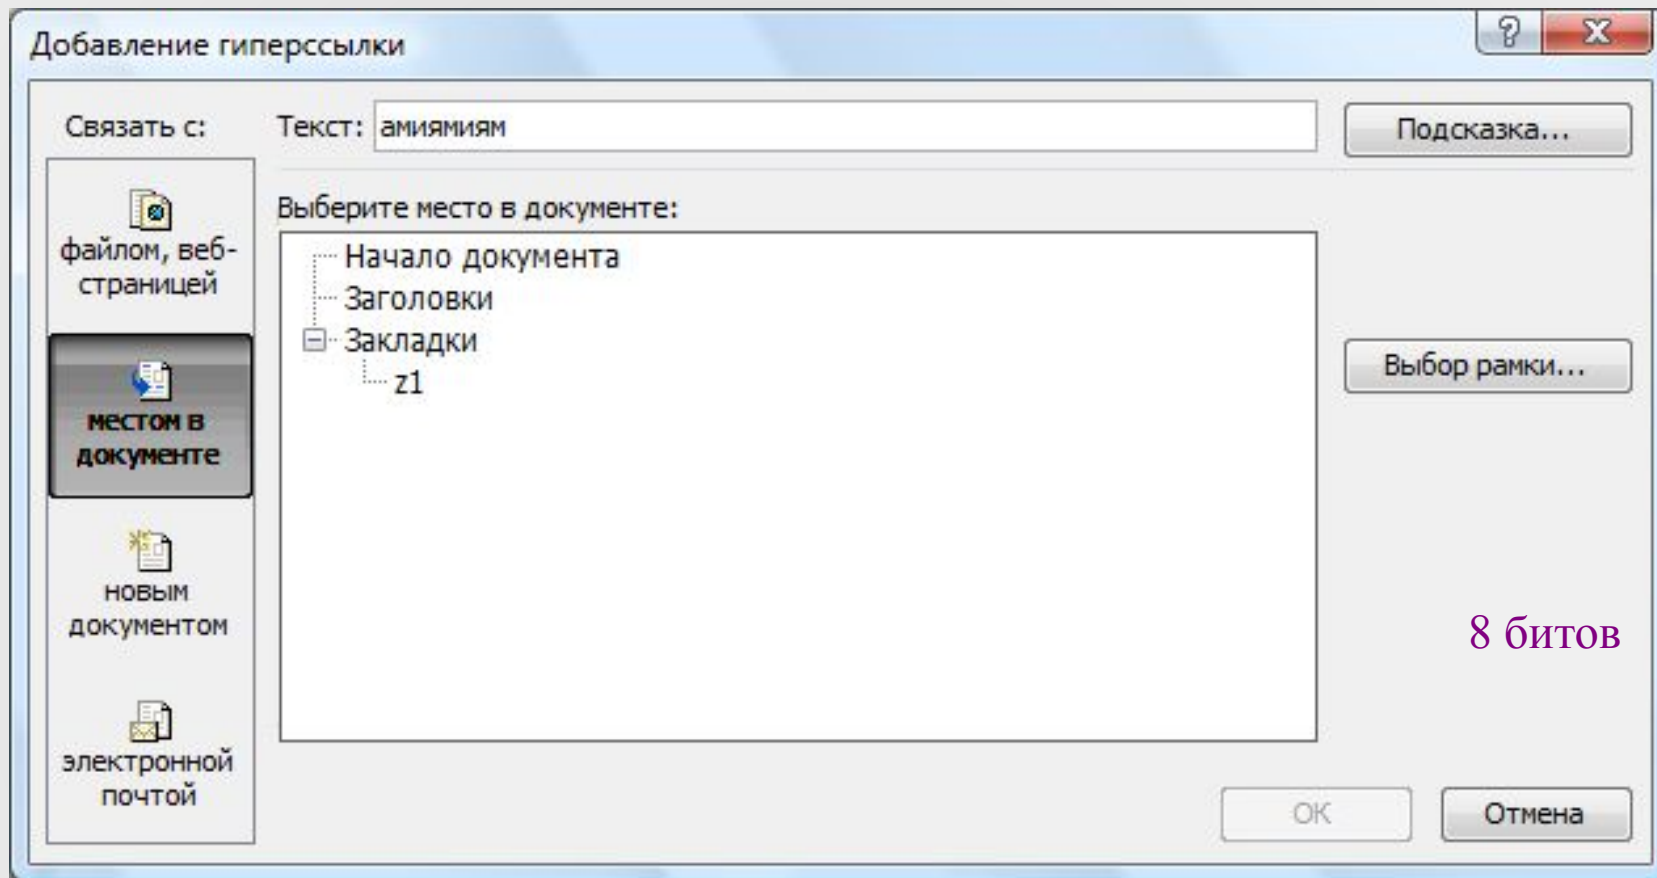 Добавление гиперссылки
Связать с:
Текст: амиямиям
Подсказка...
файлом, веб-
страницей
местом в
документе
новым
документом
электронной
почтой
Выберите место в документе:
Начало документа
Заголовки
Закладки
z1
Выбор рамки...
8 битов
ОК
Отмена